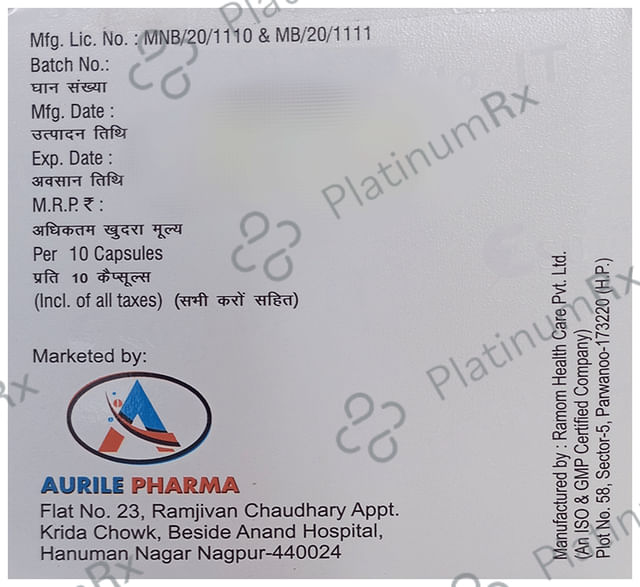 Mfg. Lic. No. : MNB/20/1110 & MB/20/1111
Batch No.:
घान संख्या
Mfg. Date :
उत्पादन तिथि
Exp. Date :
अवसान तिथि
M.R.P. ₹ :
अधिकतम खुदरा मूल्य
Per 10 Capsules
प्रति 10 कैप्सूल्स
(Incl. of all taxes) (सभी करों सहित)
Marketed by:
AURILE PHARMA
Flat No. 23, Ramjivan Chaudhary Appt.
Krida Chowk, Beside Anand Hospital,
Hanuman Nagar Nagpur-440024
Manufactured by : Ramom Health Care Pvt. Ltd.
(An ISO & GMP Certified Company)
Plot No. 58, Sector-5, Parwanoo-173220 (H.P.)
PlatinumRx
PlatinumRx
PlatinumRx